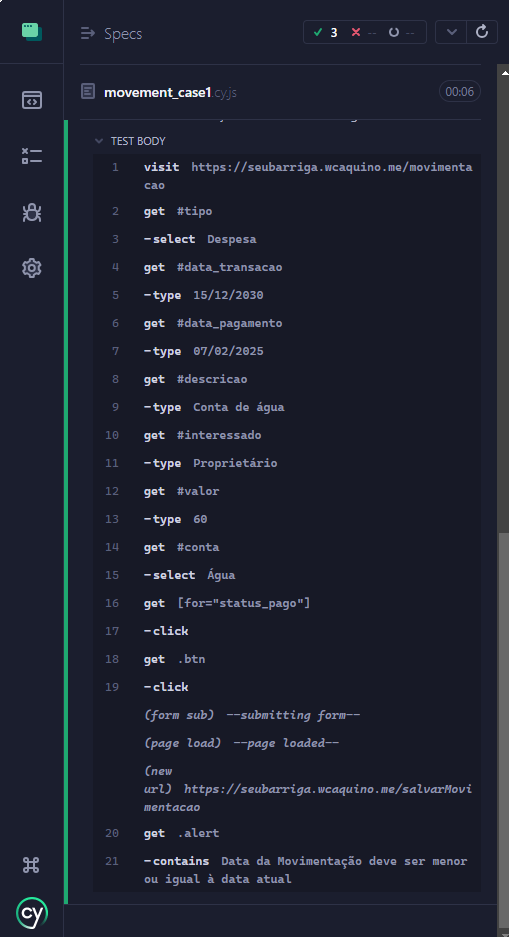 Specs
3 -- --
movement_case1.cy.js 00:06
TEST BODY
1 visit https://seubarriga.wcaquino.me/movimenta
cao
2 get #tipo
3 -select Despesa
4 get #data_transacao
5 -type 15/12/2030
6 get #data_pagamento
7 -type 07/02/2025
8 get #descricao
9 -type Conta de água
10 get #interessado
11 -type Proprietário
12 get #valor
13 -type 60
14 get #conta
15 -select Água
16 get [for="status_pago"]
17 -click
18 get .btn
19 -click
(form sub) --submitting form--
(page load) --page loaded--
(new
url) https://seubarriga.wcaquino.me/salvarMovi
mentacao
20 get .alert
21 -contains Data da Movimentação deve ser menor
ou igual à data atual
cy